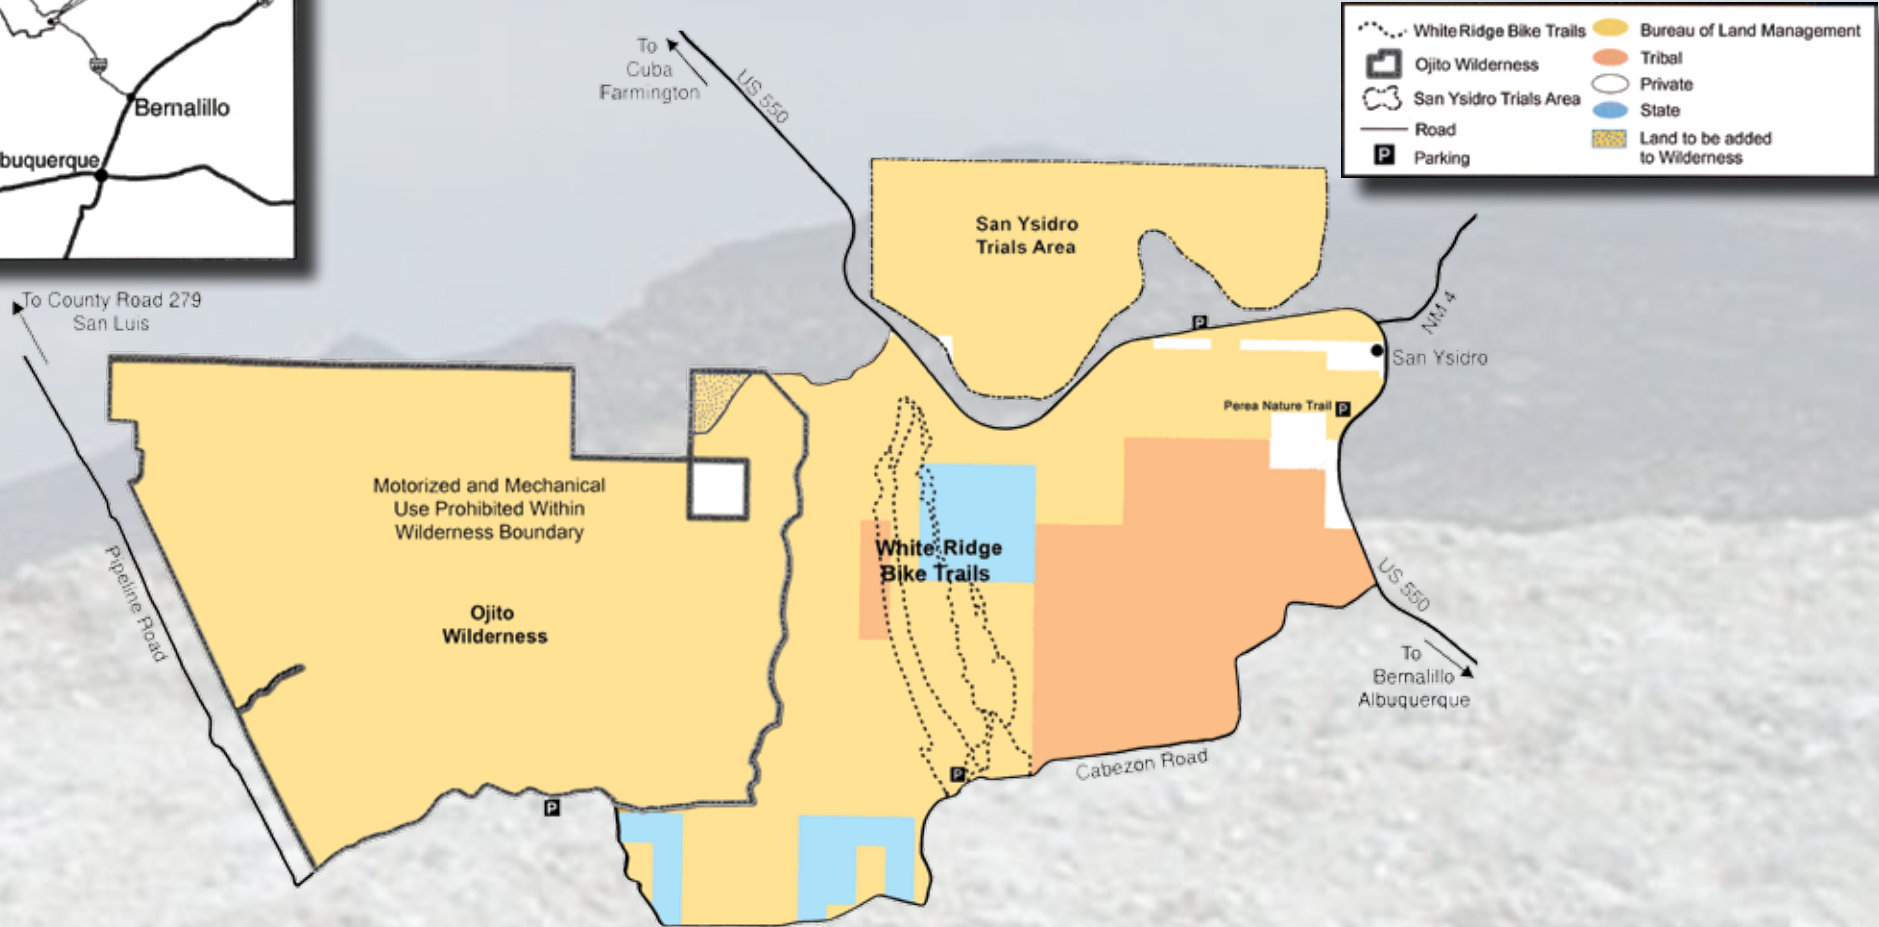 Bernalillo
buquerque
To
Cuba
Farmington
US 550
White Ridge Bike Trails
Ojito Wilderness
San Ysidro Trials Area
Road
P
Parking
Bureau of Land Management
Tribal
Private
State
Land to be added
to Wilderness
San Ysidro
Trials Area
To County Road 279
San Luis
P
NM 4
San Ysidro
Perea Nature Trail P
Motorized and Mechanical
Use Prohibited Within
Wilderness Boundary
White Ridge
Bike Trails
Pipeline Road
Ojito
Wilderness
US 550
To
Bernalillo
Albuquerque
Cabezon Road
P
P